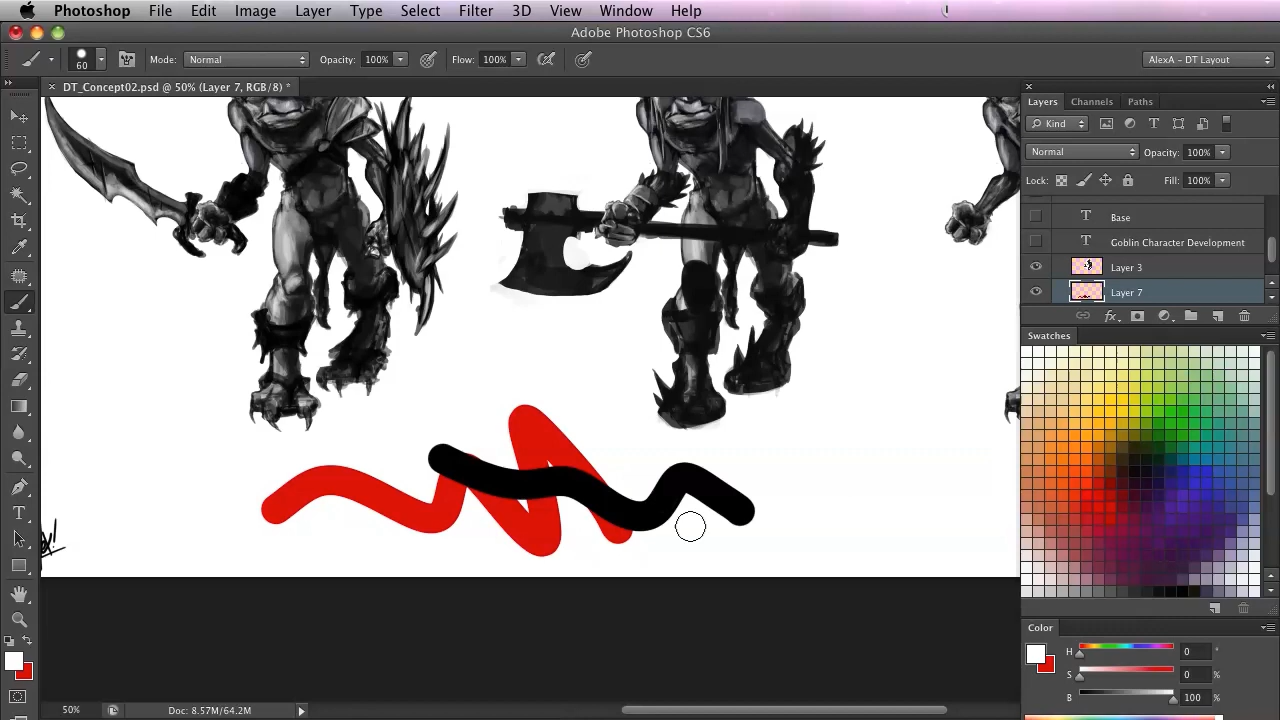 Photoshop File Edit Image Layer Type Select Filter 3D View Window Help
Adobe Photoshop CS6
60 Mode: Normal Opacity: 100% Flow: 100% AlexA - DT Layout
DT_Concept02.psd @ 50% (Layer 7, RGB/8) *
Layers Channels Paths
Kind
Normal Opacity: 100%
Lock: Fill: 100%
T Base
T Goblin Character Development
Layer 3
Layer 7
fx
Swatches
Color
H 0 °
S 0 %
B 100 %
50% Doc: 8.57M/64.2M